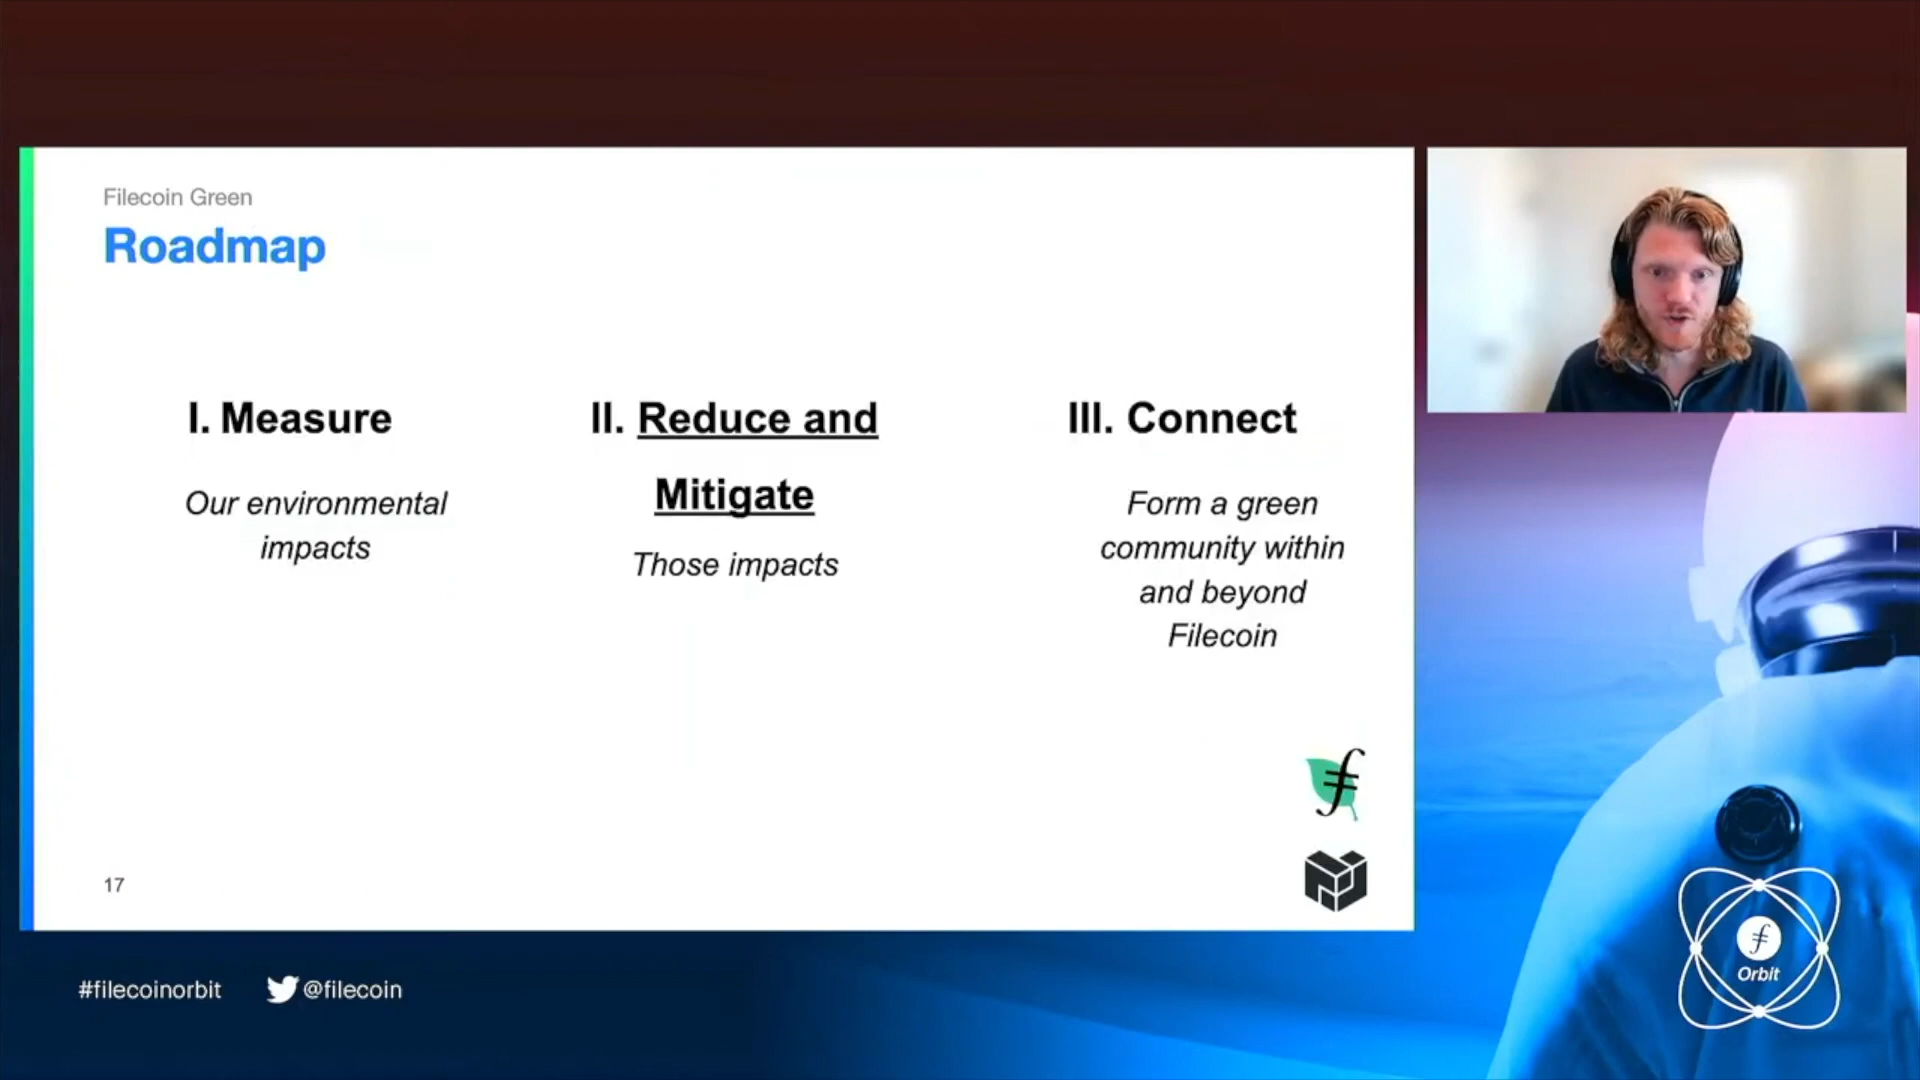 Filecoin Green
Roadmap
I. Measure
Our environmental
impacts
II. Reduce and
Mitigate
Those impacts
III. Connect
Form a green
community within
and beyond
Filecoin
17
#filecoinorbit
@filecoin
Orbit